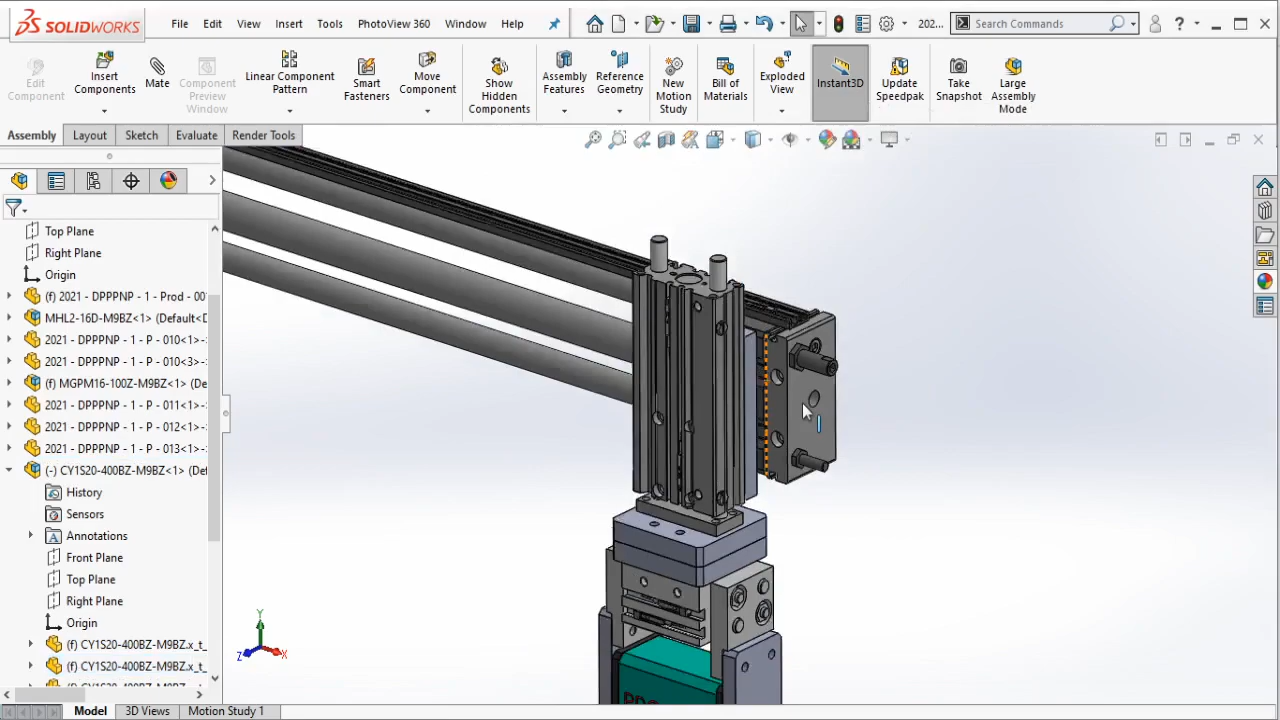 SOLIDWORKS File Edit View Insert Tools PhotoView 360 Window Help 202... Search Commands
Edit Component
Insert Components
Mate
Component Preview Window
Linear Component Pattern
Smart Fasteners
Move Component
Show Hidden Components
Assembly Features
Reference Geometry
New Motion Study
Bill of Materials
Exploded View
Instant3D
Update Speedpak
Take Snapshot
Large Assembly Mode
Assembly Layout Sketch Evaluate Render Tools
Top Plane
Right Plane
Origin
(f) 2021 - DPPPNP - 1 - Prod - 00
MHL2-16D-M9BZ<1> (Default<D
2021 - DPPPNP - 1 - P - 010<1>->
2021 - DPPPNP - 1 - P - 010<3>->
(f) MGPM16-100Z-M9BZ<1> (De
2021 - DPPPNP - 1 - P - 011<1>->
2021 - DPPPNP - 1 - P - 012<1>->
2021 - DPPPNP - 1 - P - 013<1>->
(-) CY1S20-400BZ-M9BZ<1> (Def
History
Sensors
Annotations
Front Plane
Top Plane
Right Plane
Origin
(f) CY1S20-400BZ-M9BZ.x_t_
(f) CY1S20-400BZ-M9BZ.x_t_
Y
Z X
Model 3D Views Motion Study 1